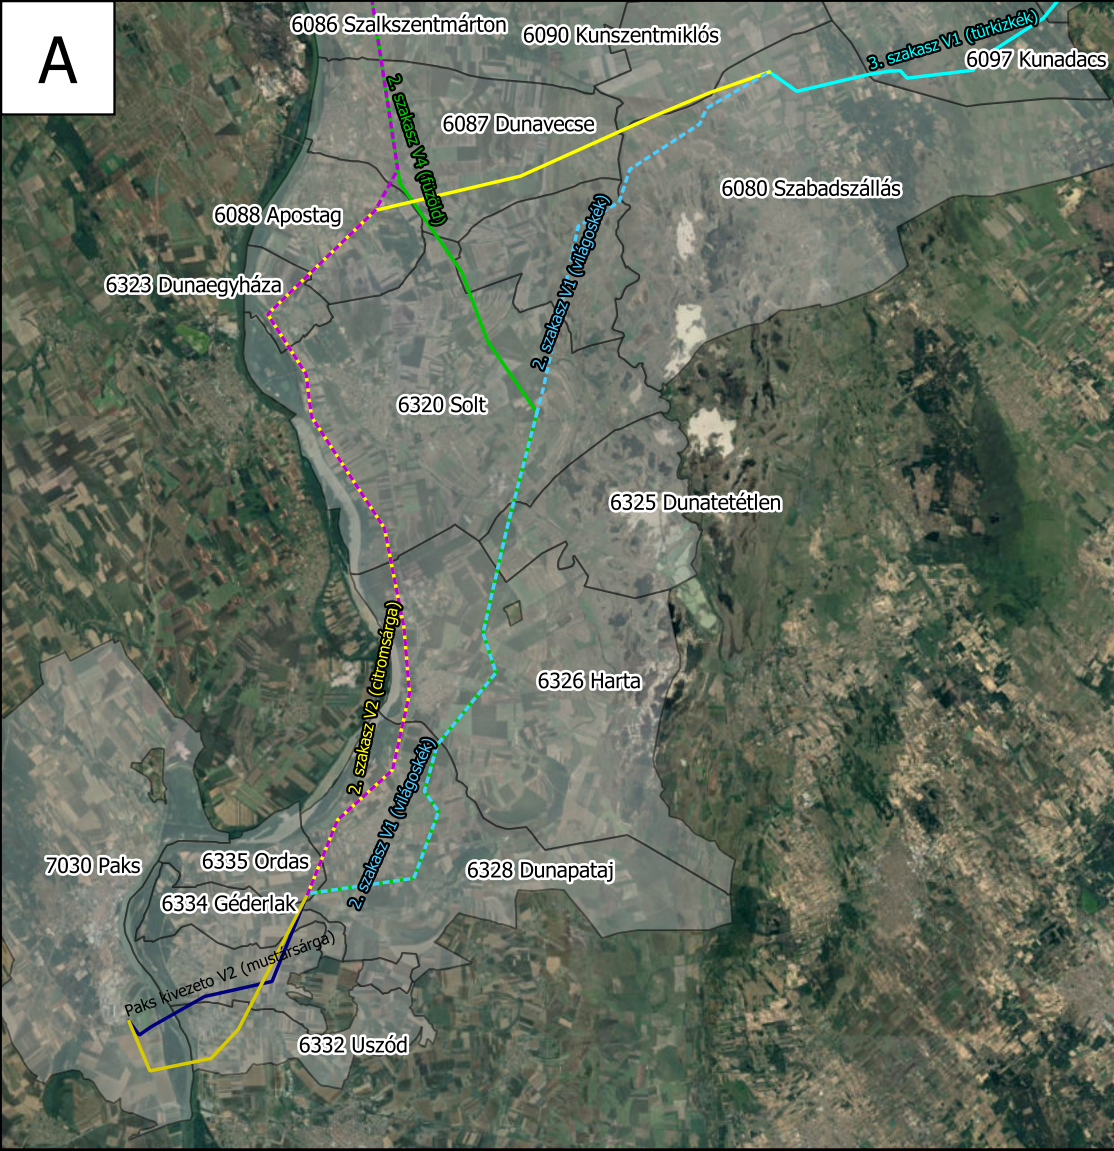 A
6086 Szalkszentmárton
6090 Kunszentmiklós
3. szakasz V1 (türkizkék)
6097 Kunadacs
2. szakasz V4 (fűzöld)
6087 Dunavecse
6080 Szabadszállás
6088 Apostag
2. szakasz V1 (világoskék)
6323 Dunaegyháza
6320 Solt
6325 Dunatetétlen
2. szakasz V2 (citromsárga)
6326 Harta
2. szakasz V1 (világoskék)
7030 Paks
6335 Ordas
6328 Dunapataj
6334 Géderlak
Paks kivezeto V2 (mustársárga)
6332 Uszód